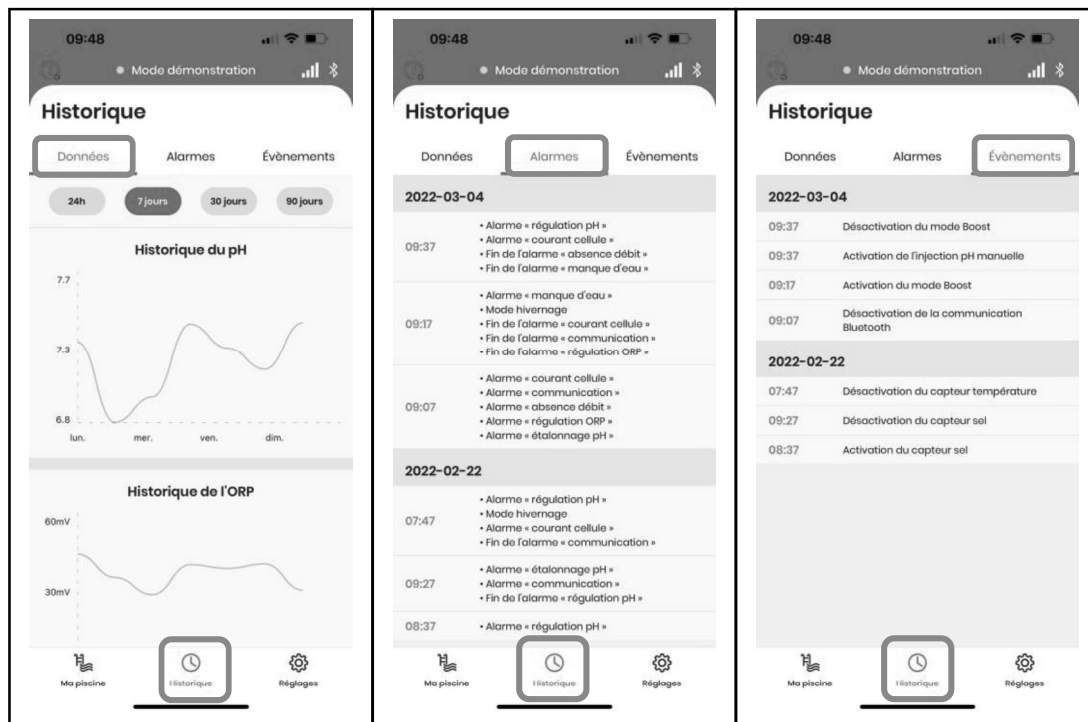 09:48
Mode démonstration
Historique
Données Alarmes Évènements
24h 7 jours 30 jours 90 jours
Historique du pH
7.7
7.3
6.8
lun. mer. ven. dim.
Historique de l'ORP
60mV
30mV
Ma piscine Historique Réglages
09:48
Mode démonstration
Historique
Données Alarmes Évènements
2022-03-04
09:37
• Alarme « régulation pH »
• Alarme « courant cellule »
• Fin de l'alarme « absence débit »
• Fin de l'alarme « manque d'eau »
09:17
• Alarme « manque d'eau »
• Mode hivernage
• Fin de l'alarme « courant cellule »
• Fin de l'alarme « communication »
• Fin de l'alarme « régulation ORP »
09:07
• Alarme « courant cellule »
• Alarme « communication »
• Alarme « absence débit »
• Alarme « régulation ORP »
• Alarme « étalonnage pH »
2022-02-22
07:47
• Alarme « régulation pH »
• Mode hivernage
• Alarme « courant cellule »
• Fin de l'alarme « communication »
09:27
• Alarme « étalonnage pH »
• Alarme « communication »
• Fin de l'alarme « régulation pH »
08:37 • Alarme « régulation pH »
Ma piscine Historique Réglages
09:48
Mode démonstration
Historique
Données Alarmes Évènements
2022-03-04
09:37 Désactivation du mode Boost
09:37 Activation de l'injection pH manuelle
09:17 Activation du mode Boost
09:07 Désactivation de la communication
Bluetooth
2022-02-22
07:47 Désactivation du capteur température
09:27 Désactivation du capteur sel
08:37 Activation du capteur sel
Ma piscine Historique Réglages